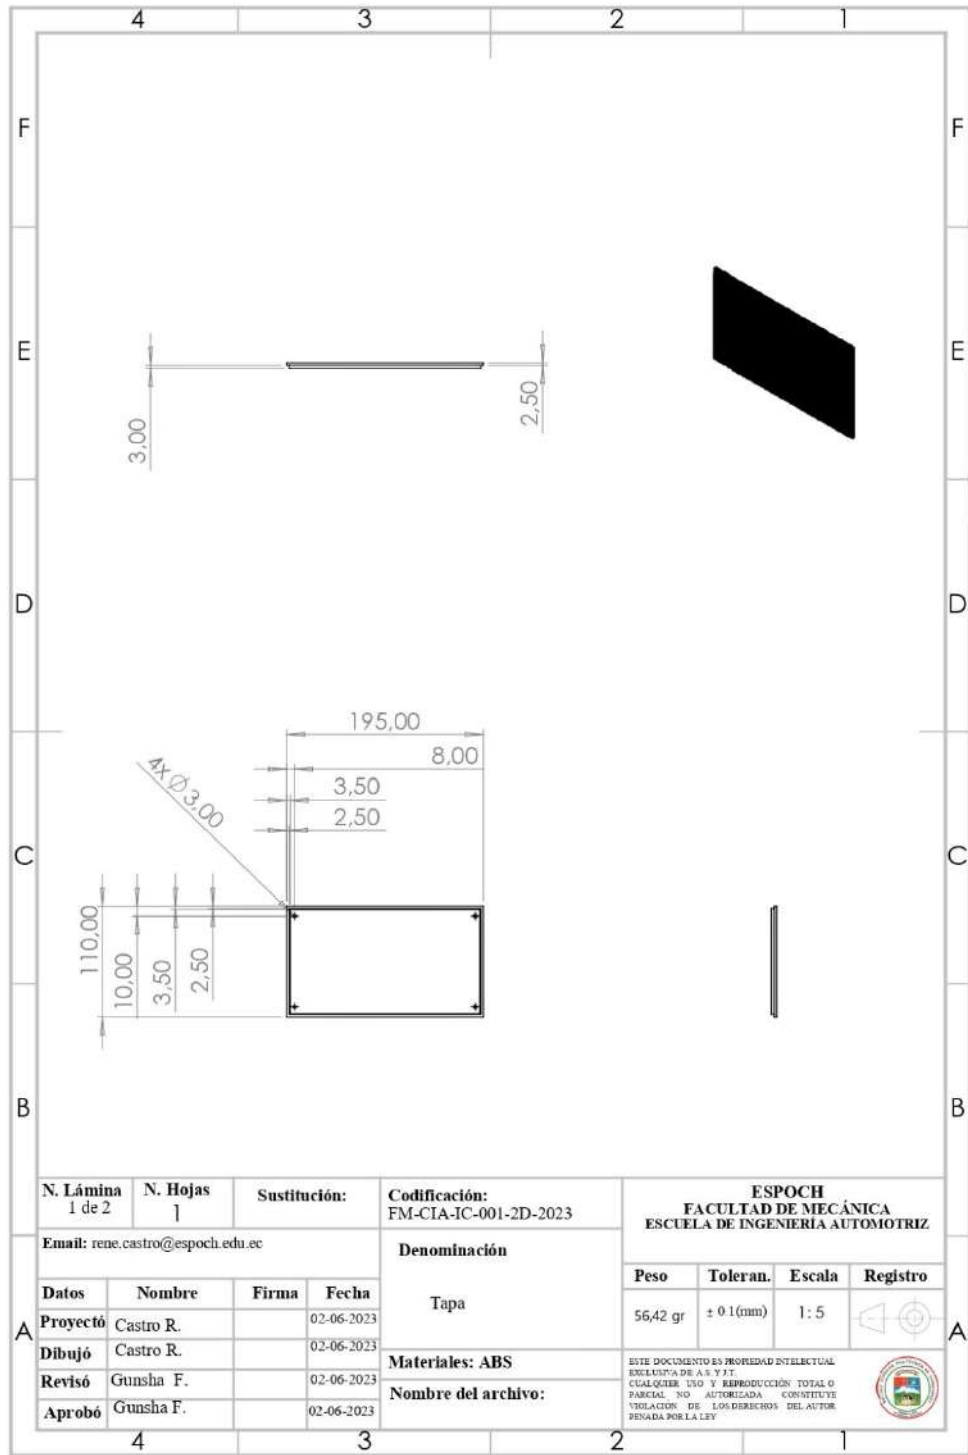 4 3 2 1
F F
E E
3,00
2,50
D D
195,00
8,00
4x Ø 3,00
3,50
2,50
C C
110,00
10,00
3,50
2,50
B B
N. Lámina
1 de 2
N. Hojas
1
Sustitución:
Codificación:
FM-CIA-IC-001-2D-2023
ESPOCH
FACULTAD DE MECÁNICA
ESCUELA DE INGENIERÍA AUTOMOTRIZ
Email: rene.castro@espoch.edu.ec
Denominación
Tapa
Peso Toleran. Escala Registro
56,42 gr ± 0.1(mm) 1: 5
Datos Nombre Firma Fecha
Proyectó Castro R. 02-06-2023
Dibujó Castro R. 02-06-2023
Revisó Gunsha F. 02-06-2023
Aprobó Gunsha F. 02-06-2023
A A
Materiales: ABS
Nombre del archivo:
ESTE DOCUMENTO ES PROPIEDAD INTELECTUAL
EXCLUSIVA DE A.S. Y J.T.
CUALQUIER USO Y REPRODUCCIÓN TOTAL O
PARCIAL NO AUTORIZADA CONSTITUYE
VIOLACIÓN DE LOS DERECHOS DEL AUTOR
PENADA POR LA LEY
4 3 2 1